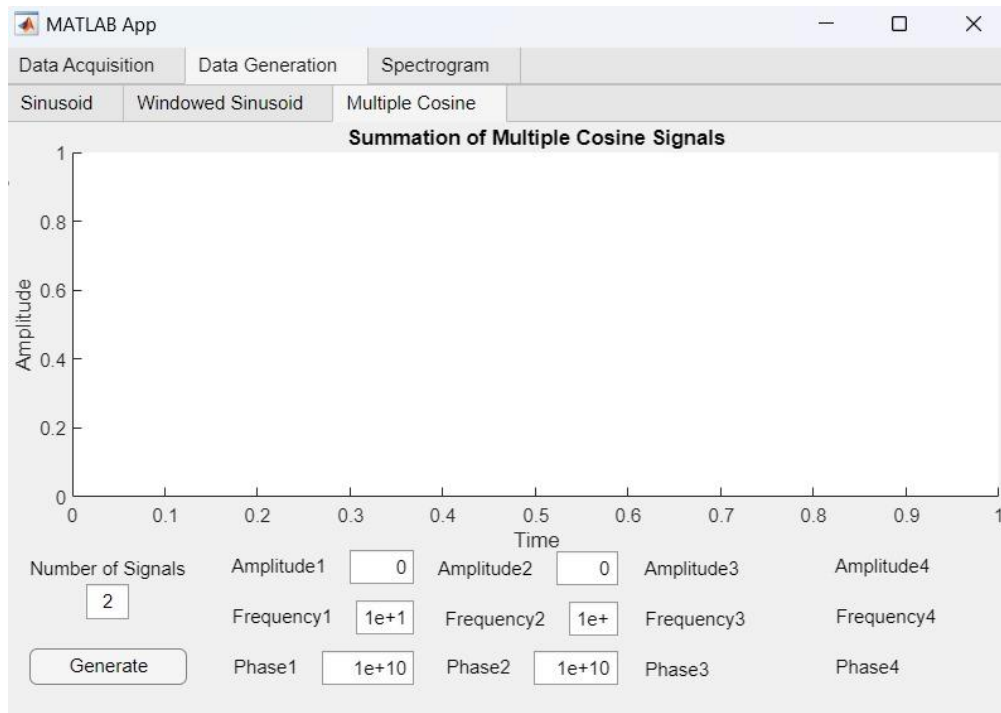 MATLAB App
Data Acquisition Data Generation Spectrogram
Sinusoid Windowed Sinusoid Multiple Cosine
Summation of Multiple Cosine Signals
1
0.8
0.6
0.4
0.2
0
Amplitude
0 0.1 0.2 0.3 0.4 0.5 0.6 0.7 0.8 0.9 1
Time
Number of Signals
2
Generate
Amplitude1 0 Amplitude2 0 Amplitude3 Amplitude4
Frequency1 1e+1 Frequency2 1e+ Frequency3 Frequency4
Phase1 1e+10 Phase2 1e+10 Phase3 Phase4